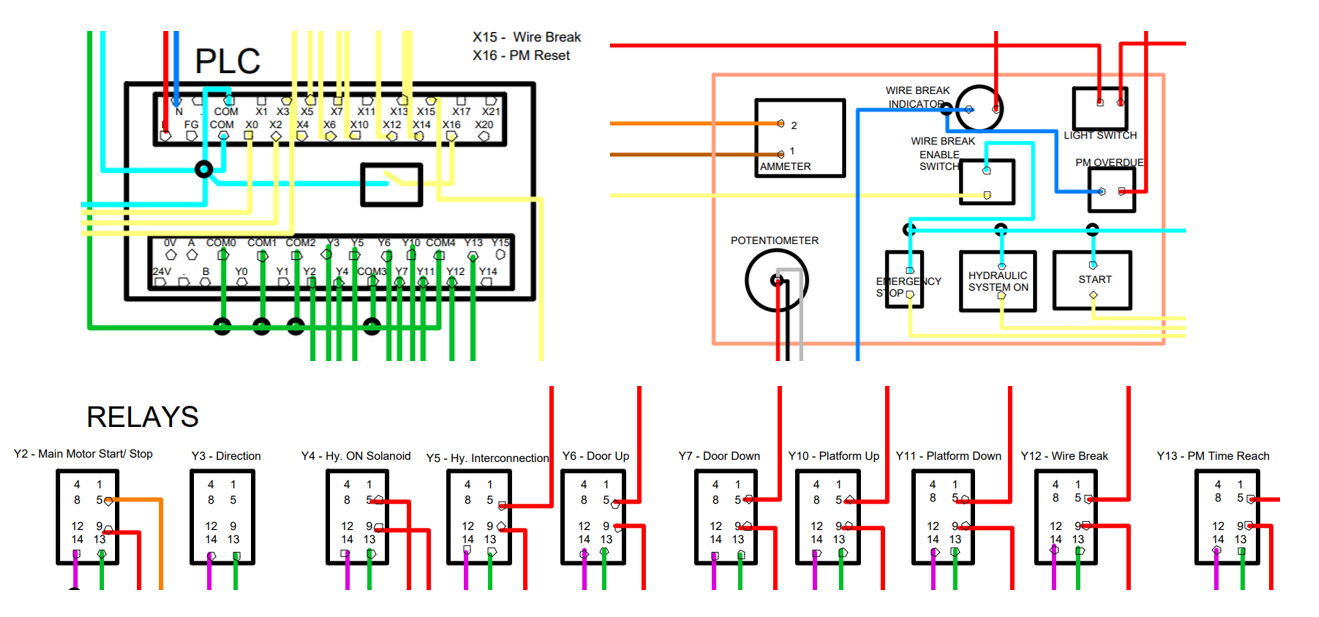 X15 - Wire Break
X16 - PM Reset
PLC
N . COM X1 X3 X5 X7 X11 X13 X15 X17 X21
L FG COM X0 X2 X4 X6 X10 X12 X14 X16 X20
0V A COM0 COM1 COM2 Y3 Y5 Y6 Y10 COM4 Y13 Y15
24V . B Y0 Y1 Y2 Y4 COM3 Y7 Y11 Y12 Y14
WIRE BREAK
INDICATOR
LIGHT SWITCH
2
1
AMMETER
WIRE BREAK
ENABLE
SWITCH
PM OVERDUE
POTENTIOMETER
EMERGENCY
STOP
HYDRAULIC
SYSTEM ON
START
RELAYS
Y2 - Main Motor Start/ Stop
4 1
8 5
12 9
14 13
Y3 - Direction
4 1
8 5
12 9
14 13
Y4 - Hy. ON Solanoid
4 1
8 5
12 9
14 13
Y5 - Hy. Interconnection
4 1
8 5
12 9
14 13
Y6 - Door Up
4 1
8 5
12 9
14 13
Y7 - Door Down
4 1
8 5
12 9
14 13
Y10 - Platform Up
4 1
8 5
12 9
14 13
Y11 - Platform Down
4 1
8 5
12 9
14 13
Y12 - Wire Break
4 1
8 5
12 9
14 13
Y13 - PM Time Reach
4 1
8 5
12 9
14 13